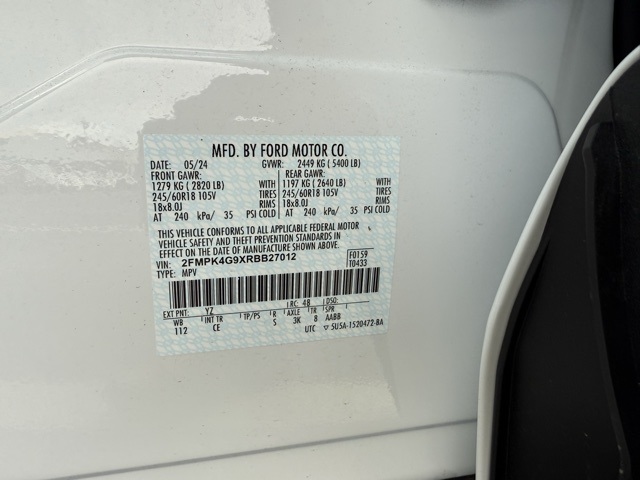 MFD. BY FORD MOTOR CO.
DATE: 05/24 GVWR: 2449 KG (5400 LB)
FRONT GAWR: REAR GAWR:
1279 KG (2820 LB) WITH 1197 KG (2640 LB) WITH
245/60R18 105V TIRES 245/60R18 105V TIRES
18x8.0J RIMS 18x8.0J RIMS
AT 240 kPa/ 35 PSI COLD AT 240 kPa/ 35 PSI COLD
THIS VEHICLE CONFORMS TO ALL APPLICABLE FEDERAL MOTOR
VEHICLE SAFETY AND THEFT PREVENTION STANDARDS IN
EFFECT ON THE DATE OF MANUFACTURE SHOWN ABOVE.
VIN: 2FMPK4G9XRBB27012 F0159
TYPE: MPV T0433
EXT PNT: YZ RC: 48 DSO:
WB INT TR TP/PS R AXLE TR SPR
112 CE S 3K 8 AABB
UTC ▽ 5U5A-1520472-BA